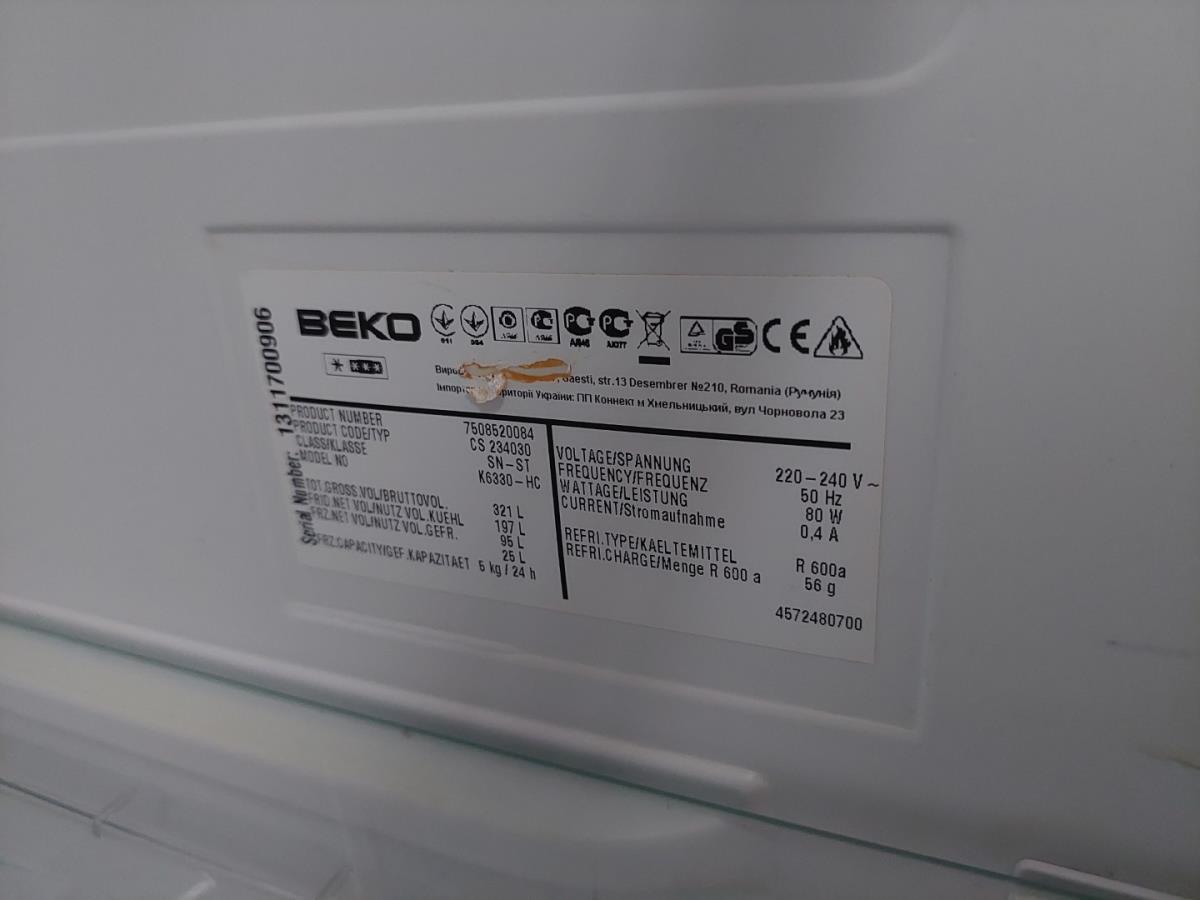 BEKO
Serial Number: 1311700906
Gaesti, str.13 Desembrer №210, Romania (Румунія)
України: ПП Коннект м Хмельницький, вул Чорновола 23
PRODUCT NUMBER 7508520084
PRODUCT CODE/TYP CS 234030
CLASS/KLASSE SN-ST
MODEL NO K6330-HC
TOT.GROSS.VOL/BRUTTOVOL. 321 L
FRID.NET VOL/NUTZ VOL.KUEHL 197 L
FRZ.NET VOL/NUTZ VOL.GEFR. 95 L
25 L
FRZ.CAPACITY/GEF.KAPAZITAET 5 kg/24 h
VOLTAGE/SPANNUNG 220-240 V ~
FREQUENCY/FREQUENZ 50 Hz
WATTAGE/LEISTUNG 80 W
CURRENT/Stromaufnahme 0,4 A
REFRI.TYPE/KAELTEMITTEL R 600a
REFRI.CHARGE/Menge R 600 a 56 g
4572480700